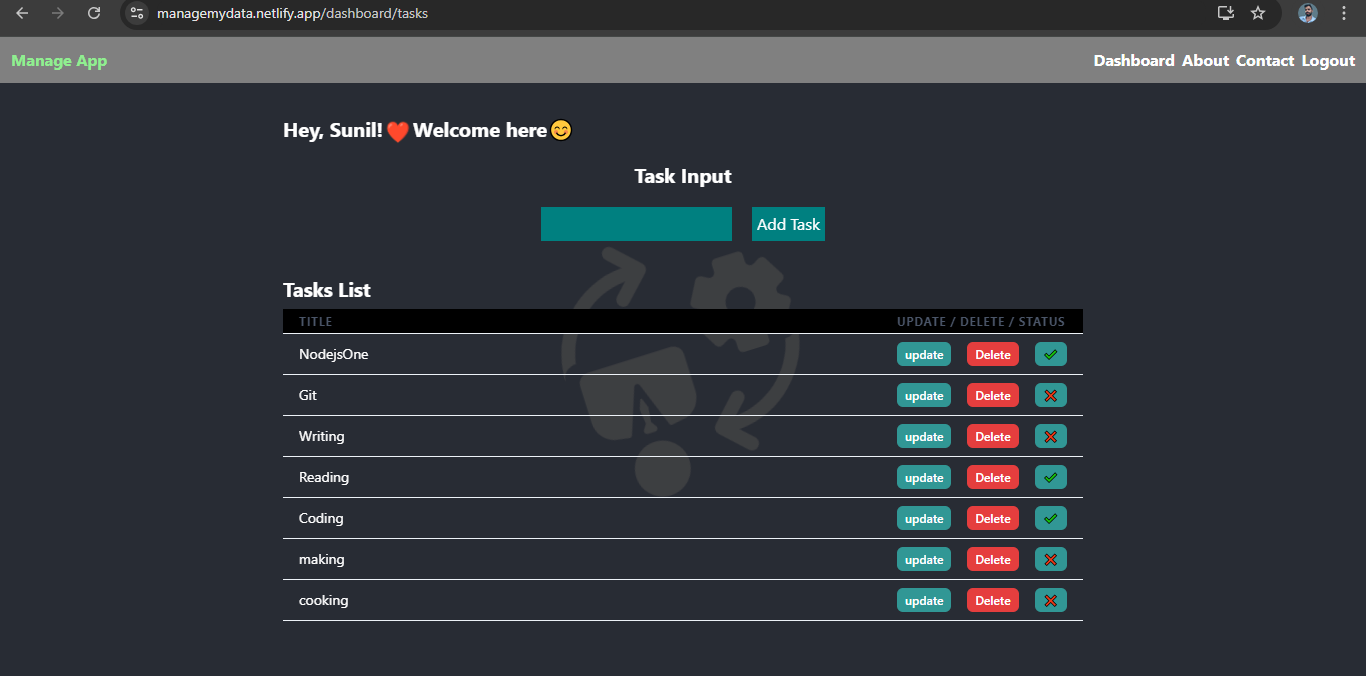 managemydata.netlify.app/dashboard/tasks
Manage App Dashboard About Contact Logout
Hey, Sunil!❤️Welcome here😊
Task Input
Add Task
Tasks List
TITLE UPDATE / DELETE / STATUS
NodejsOne update Delete ✔
Git update Delete ❌
Writing update Delete ❌
Reading update Delete ✔
Coding update Delete ✔
making update Delete ❌
cooking update Delete ❌